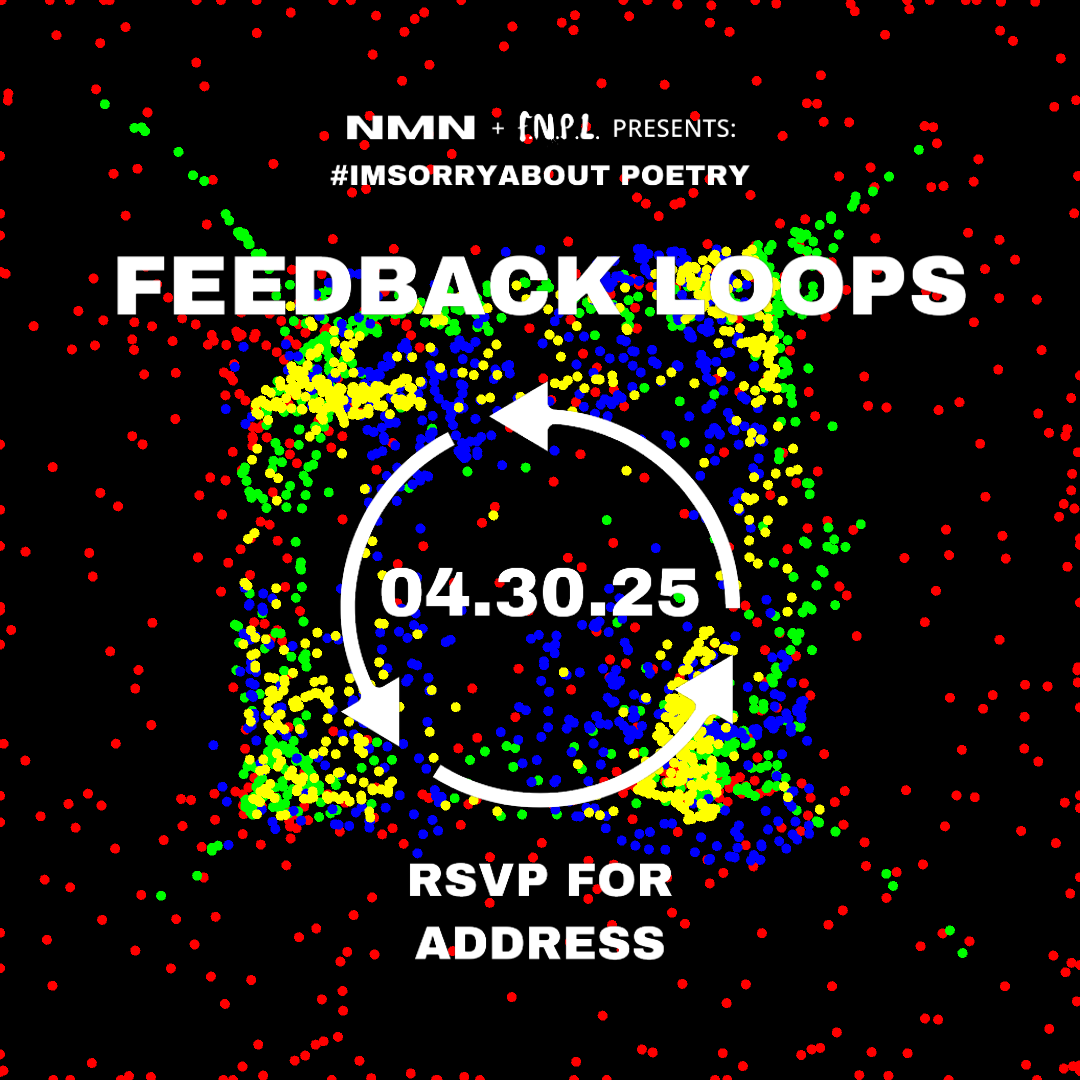 NMN + F.N.P.L. PRESENTS:
#IMSORRYABOUT POETRY
FEEDBACK LOOPS
04.30.25
RSVP FOR
ADDRESS